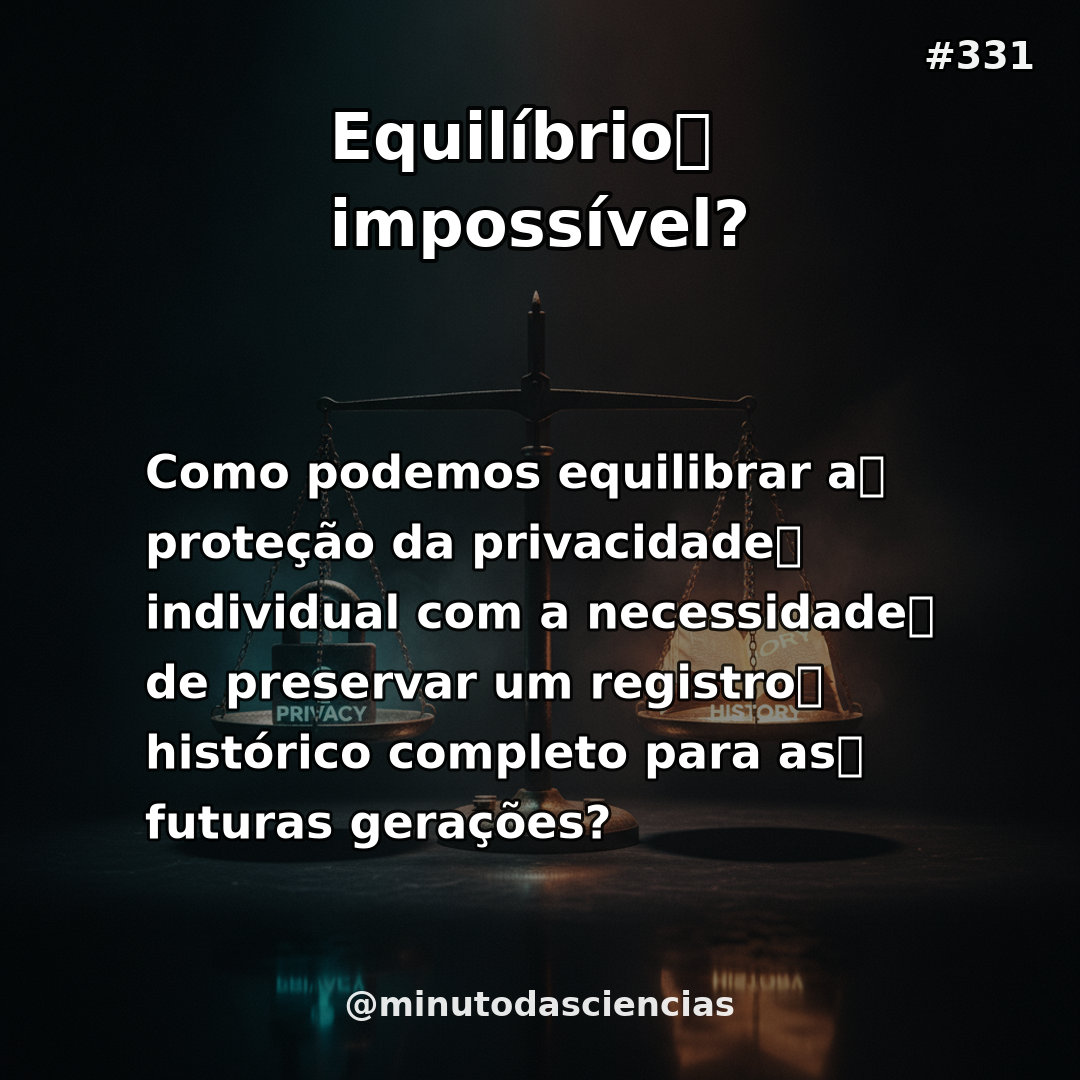 #331
Equilíbrio
impossível?
Como podemos equilibrar a
proteção da privacidade
individual com a necessidade
de preservar um registro
histórico completo para as
futuras gerações?
PRIVACY
HISTORY
@minutodasciencias